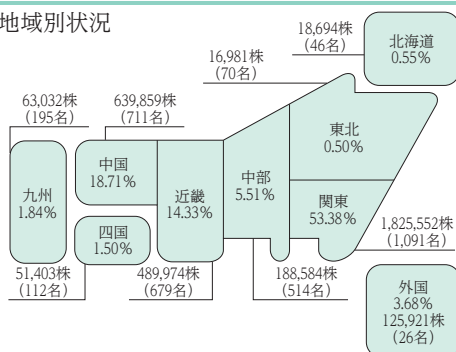 地域別状況
18,694株
(46名)
北海道
0.55%
16,981株
(70名)
63,032株
(195名)
639,859株
(711名)
東北
0.50%
中国
18.71%
九州
1.84%
近畿
14.33%
中部
5.51%
関東
53.38%
四国
1.50%
1,825,552株
(1,091名)
51,403株
(112名)
489,974株
(679名)
188,584株
(514名)
外国
3.68%
125,921株
(26名)